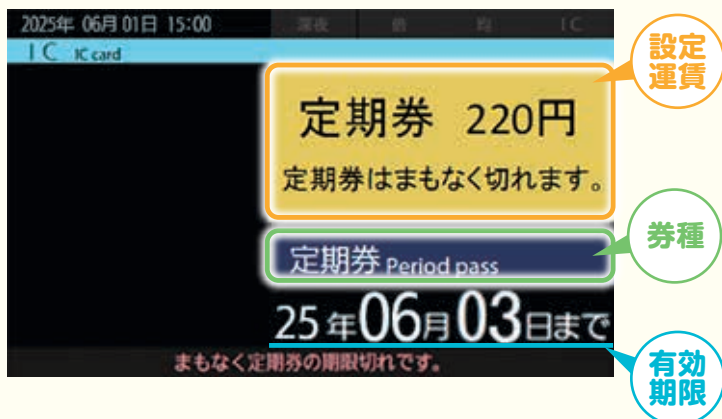 2025年 06月01日 15:00
深夜 倍 均 IC
IC IC card
設定
運賃
定期券 220円
定期券はまもなく切れます。
券種
定期券 Period pass
25年06月03日まで
まもなく定期券の期限切れです。
有効
期限